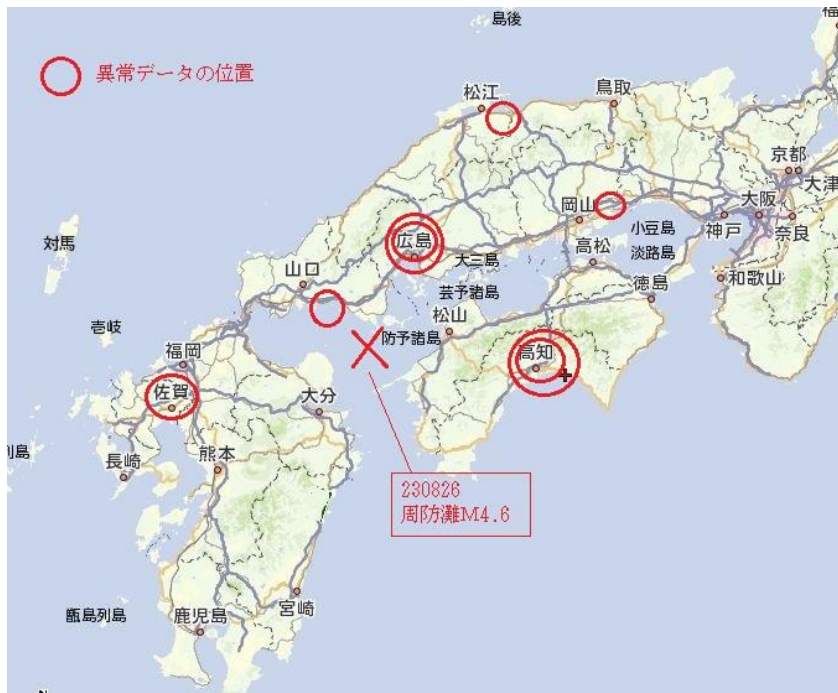 島後
異常データの位置
松江
鳥取
京都
大津
岡山
大阪
小豆島
神戸
奈良
広島
対馬
高松
淡路島
大三島
山口
和歌山
徳島
芸予諸島
壱岐
松山
防予諸島
福岡
高知
佐賀
大分
長崎
熊本
230826
周防灘M4.6
宮崎
甑島列島
鹿児島